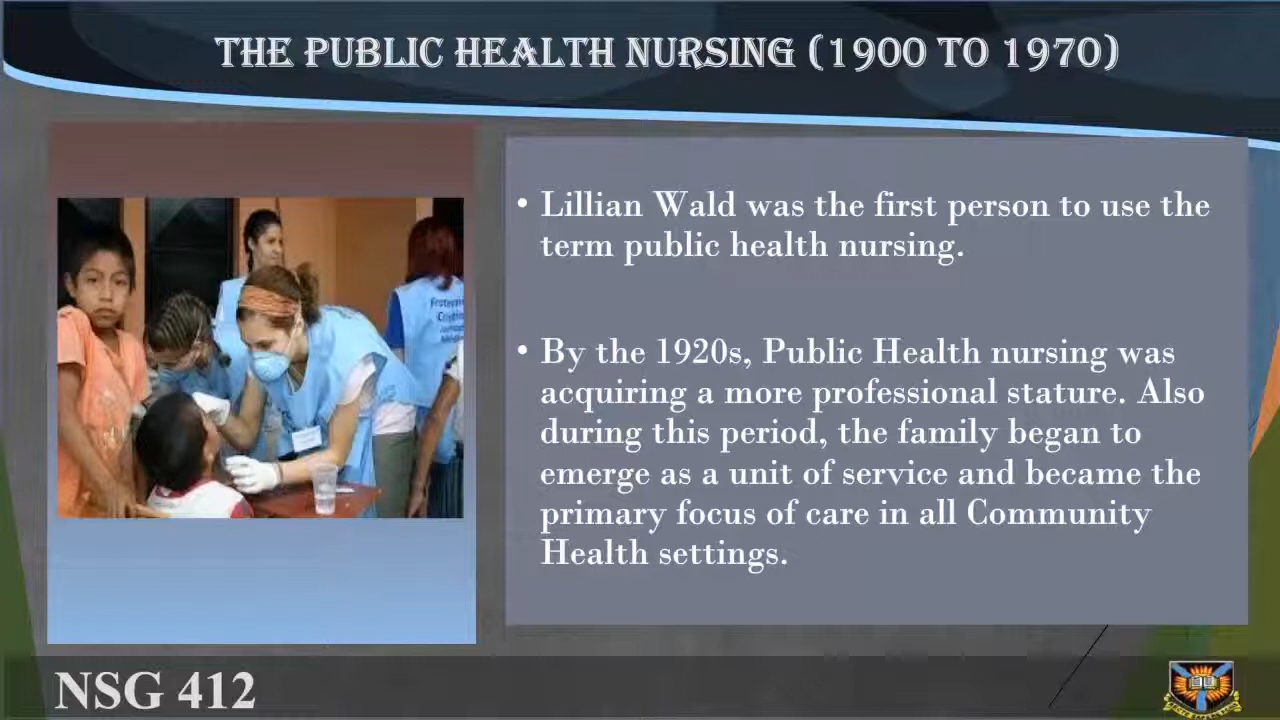 THE PUBLIC HEALTH NURSING (1900 TO 1970)
• Lillian Wald was the first person to use the
term public health nursing.
• By the 1920s, Public Health nursing was
acquiring a more professional stature. Also
during this period, the family began to
emerge as a unit of service and became the
primary focus of care in all Community
Health settings.
NSG 412